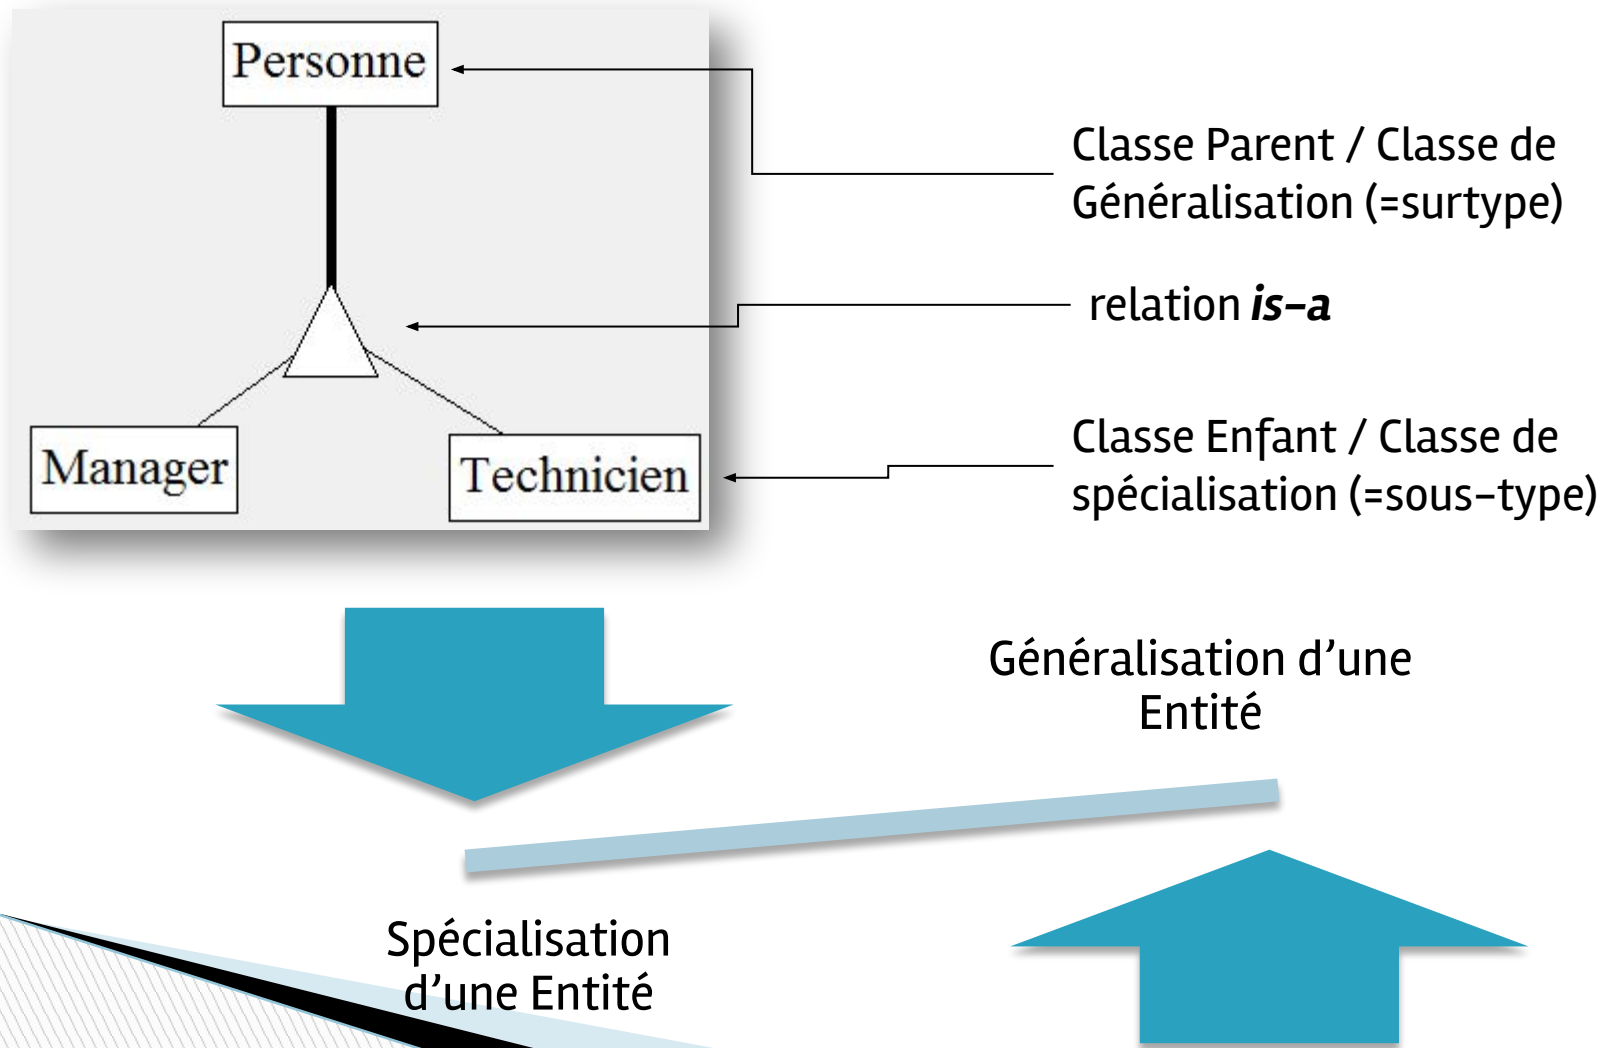 Personne
Classe Parent / Classe de
Généralisation (=surtype)
relation is-a
Manager
Technicien
Classe Enfant / Classe de
spécialisation (=sous-type)
Généralisation d’une
Entité
Spécialisation
d’une Entité